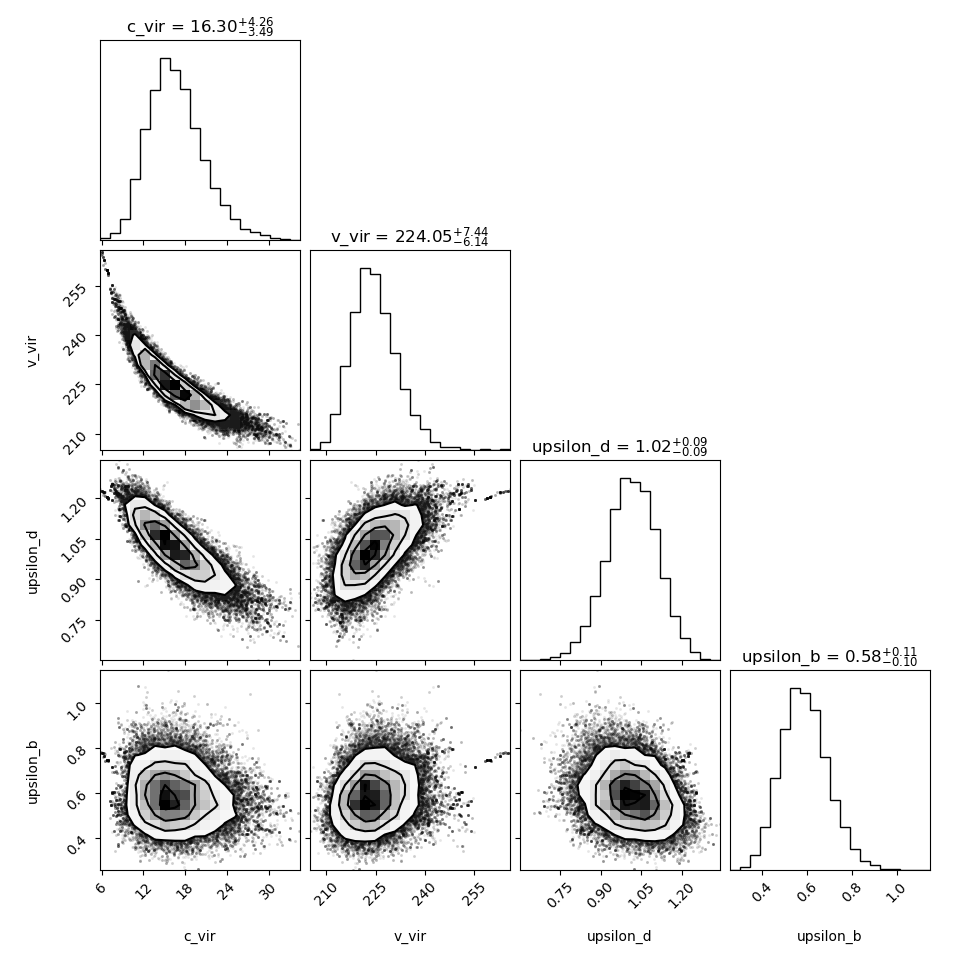 c_vir = 16.30+4.26−3.49
v_vir = 224.05+7.44−6.14
255
240
225
210
v_vir
upsilon_d = 1.02+0.09−0.09
1.20
1.05
0.90
0.75
upsilon_d
upsilon_b = 0.58+0.11−0.10
1.0
0.8
0.6
0.4
upsilon_b
6 12 18 24 30
210 225 240 255
0.75 0.90 1.05 1.20
0.4 0.6 0.8 1.0
c_vir v_vir upsilon_d upsilon_b